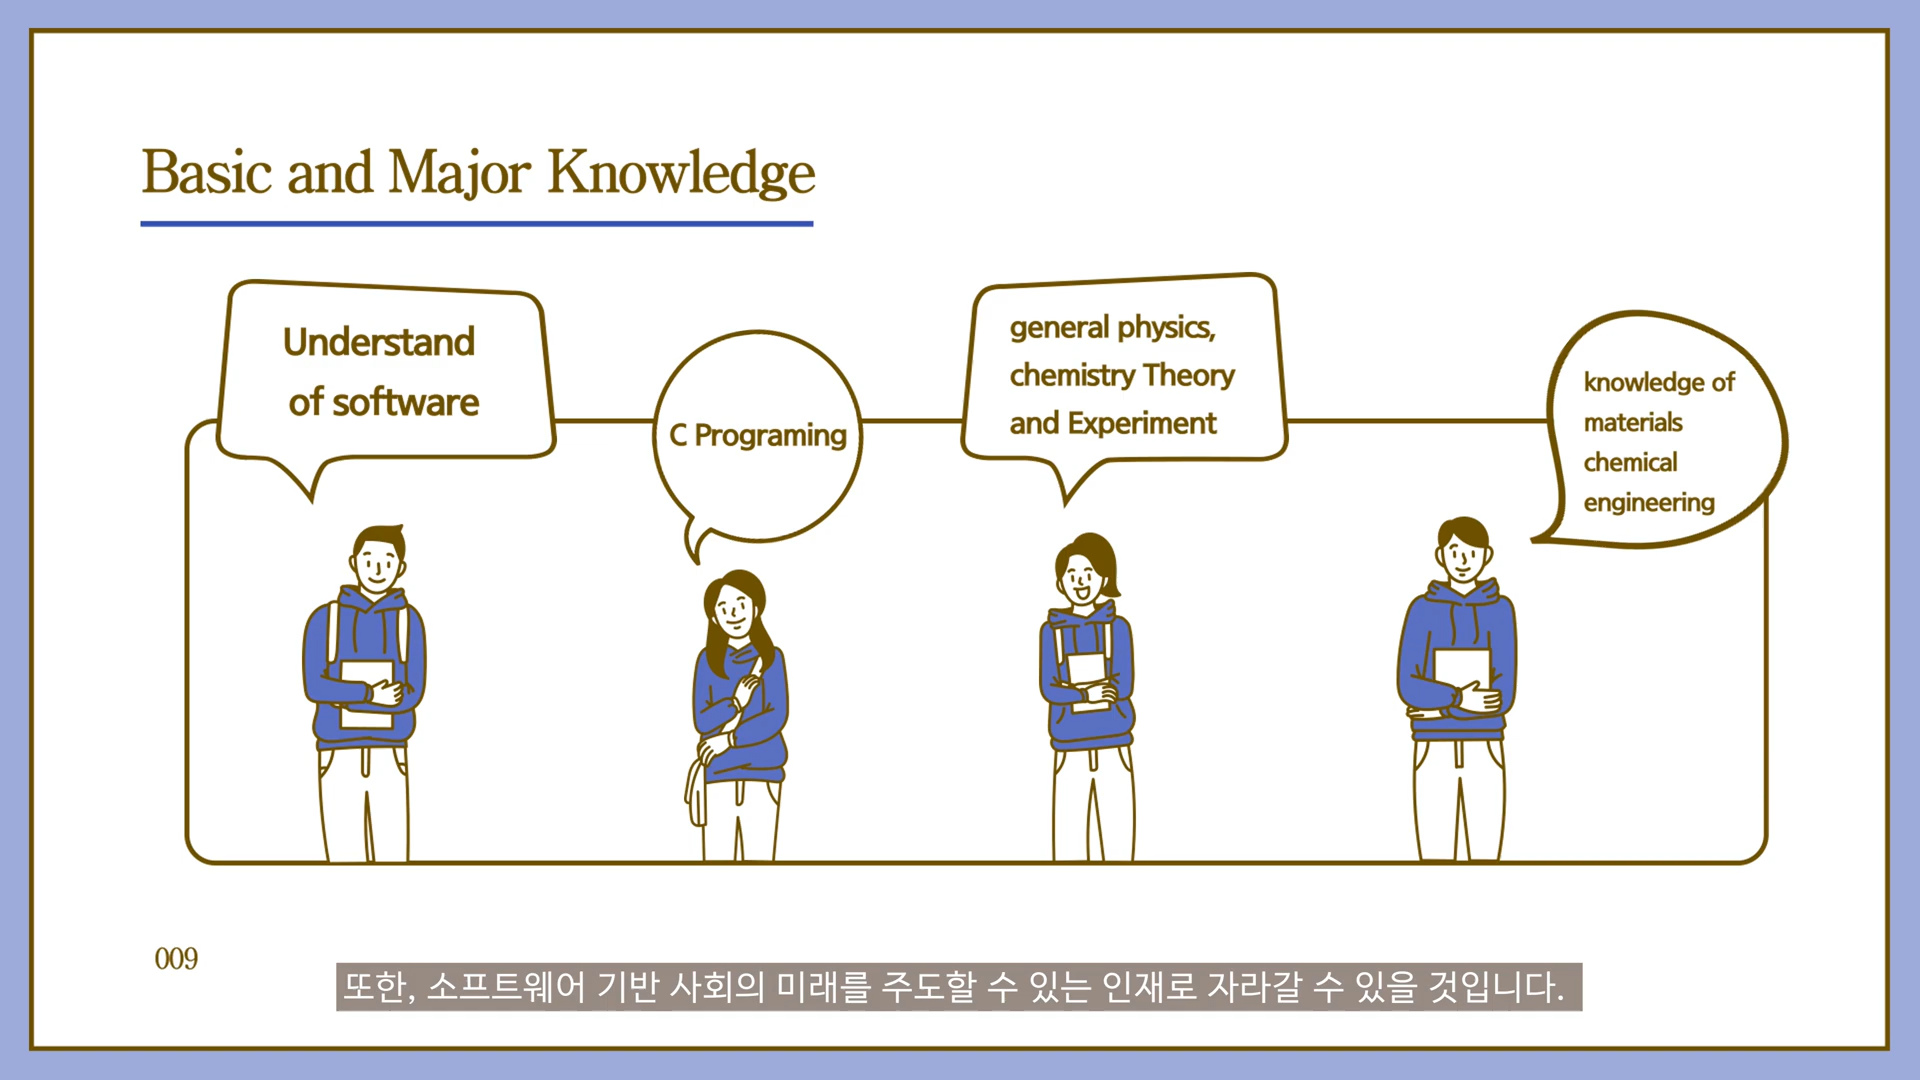 Basic and Major Knowledge
Understand
of software
C Programing
general physics,
chemistry Theory
and Experiment
knowledge of
materials
chemical
engineering
009
또한, 소프트웨어 기반 사회의 미래를 주도할 수 있는 인재로 자라갈 수 있을 것입니다.